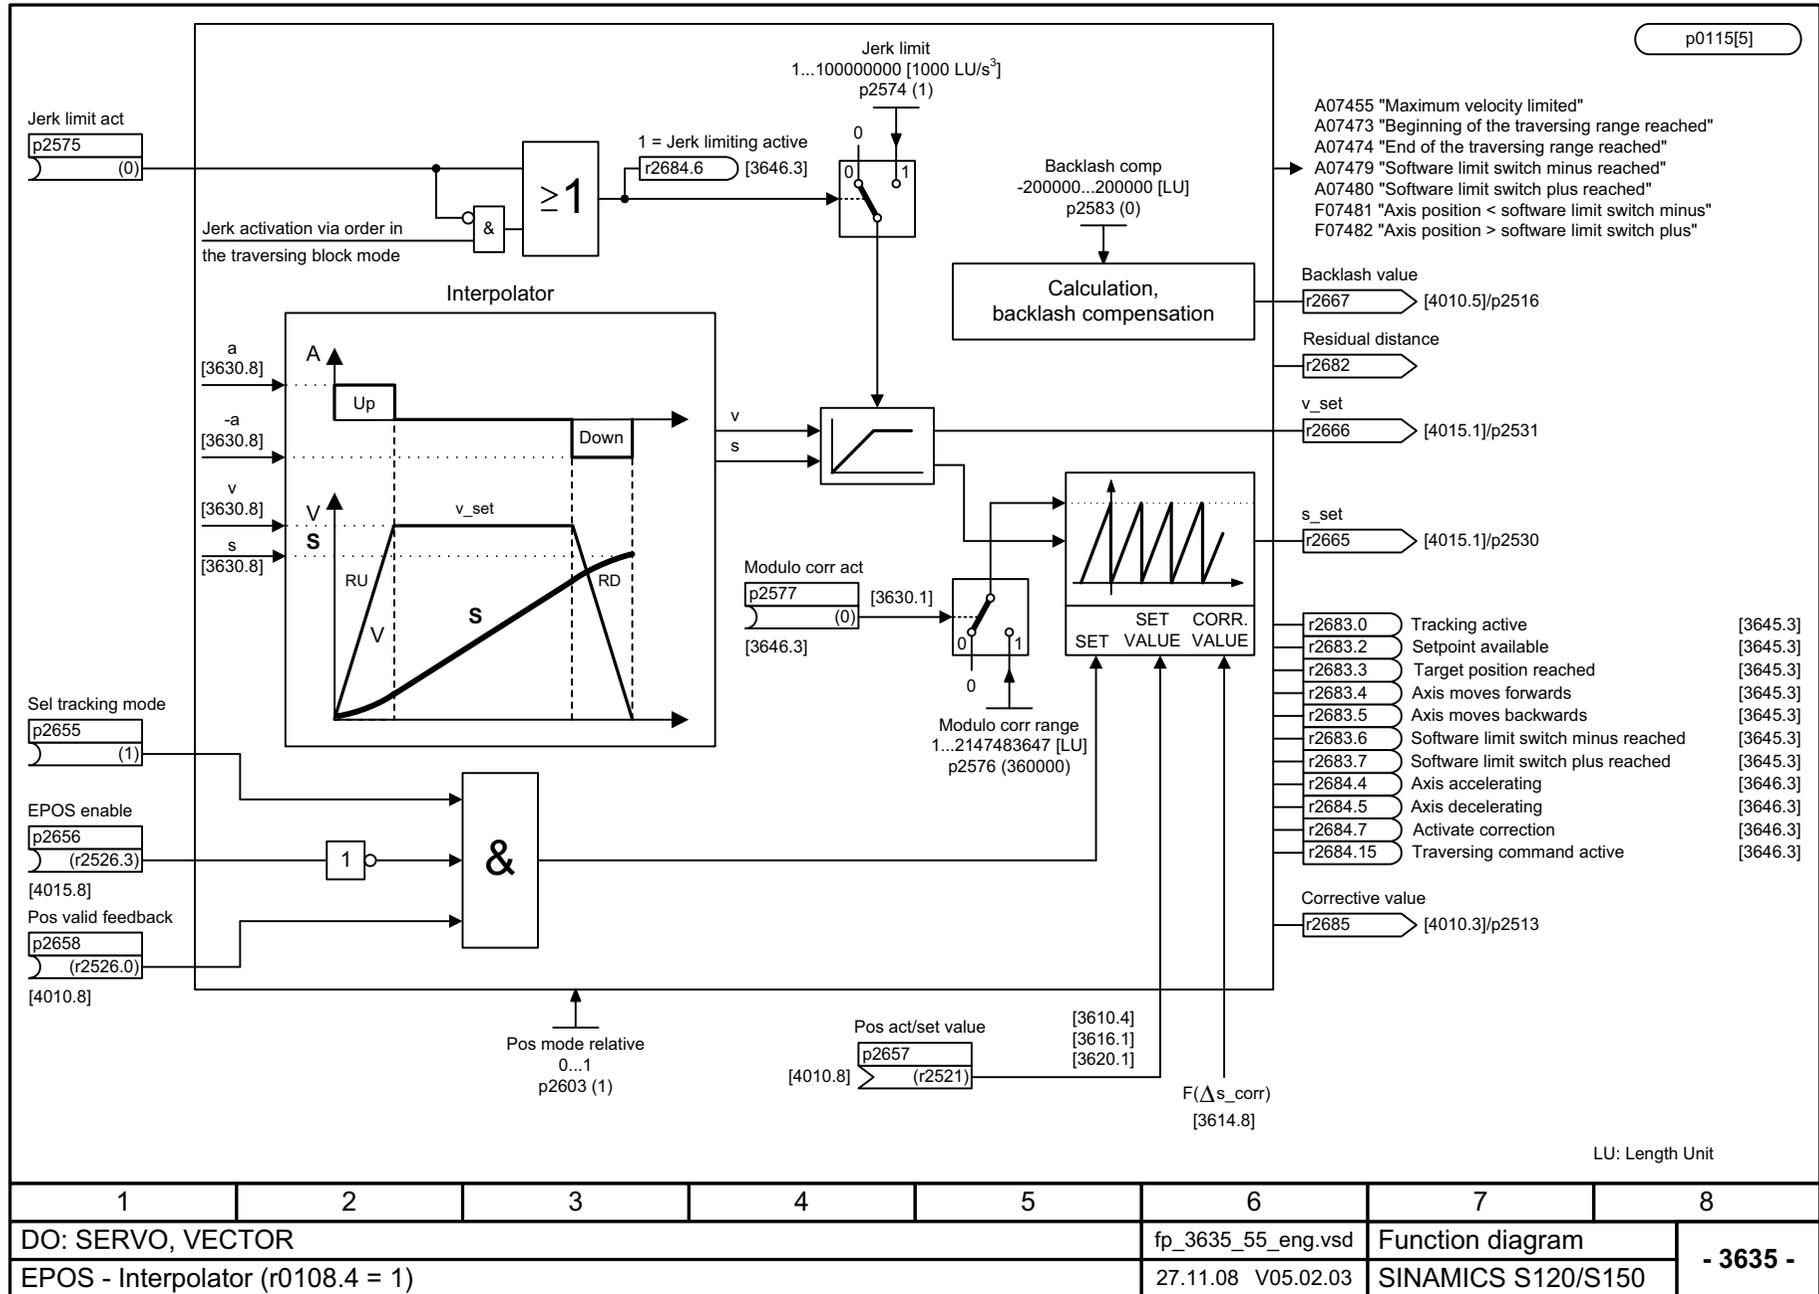 p0115[5]
Jerk limit
1...100000000 [1000 LU/s³]
p2574 (1)
0
0
1
Jerk limit act
p2575
(0)
Jerk activation via order in
the traversing block mode
&
≥1
1 = Jerk limiting active
r2684.6
[3646.3]
Backlash comp
-200000...200000 [LU]
p2583 (0)
Calculation,
backlash compensation
A07455 "Maximum velocity limited"
A07473 "Beginning of the traversing range reached"
A07474 "End of the traversing range reached"
A07479 "Software limit switch minus reached"
A07480 "Software limit switch plus reached"
F07481 "Axis position < software limit switch minus"
F07482 "Axis position > software limit switch plus"
Backlash value
r2667
[4010.5]/p2516
Residual distance
r2682
v_set
r2666
[4015.1]/p2531
s_set
r2665
[4015.1]/p2530
Interpolator
a
[3630.8]
-a
[3630.8]
v
[3630.8]
s
[3630.8]
A
Up
Down
V
S
v_set
RU
V
S
RD
v
s
Modulo corr act
p2577
(0)
[3630.1]
[3646.3]
0
1
0
Modulo corr range
1...2147483647 [LU]
p2576 (360000)
SET
SET
VALUE
CORR.
VALUE
r2683.0 Tracking active [3645.3]
r2683.2 Setpoint available [3645.3]
r2683.3 Target position reached [3645.3]
r2683.4 Axis moves forwards [3645.3]
r2683.5 Axis moves backwards [3645.3]
r2683.6 Software limit switch minus reached [3645.3]
r2683.7 Software limit switch plus reached [3645.3]
r2684.4 Axis accelerating [3646.3]
r2684.5 Axis decelerating [3646.3]
r2684.7 Activate correction [3646.3]
r2684.15 Traversing command active [3646.3]
Corrective value
r2685
[4010.3]/p2513
Sel tracking mode
p2655
(1)
EPOS enable
p2656
(r2526.3)
[4015.8]
Pos valid feedback
p2658
(r2526.0)
[4010.8]
1
&
Pos mode relative
0...1
p2603 (1)
Pos act/set value
p2657
(r2521)
[4010.8]
[3610.4]
[3616.1]
[3620.1]
F(Δs_corr)
[3614.8]
LU: Length Unit
1 2 3 4 5 6 7 8
DO: SERVO, VECTOR
fp_3635_55_eng.vsd
Function diagram
- 3635 -
EPOS - Interpolator (r0108.4 = 1)
27.11.08 V05.02.03
SINAMICS S120/S150